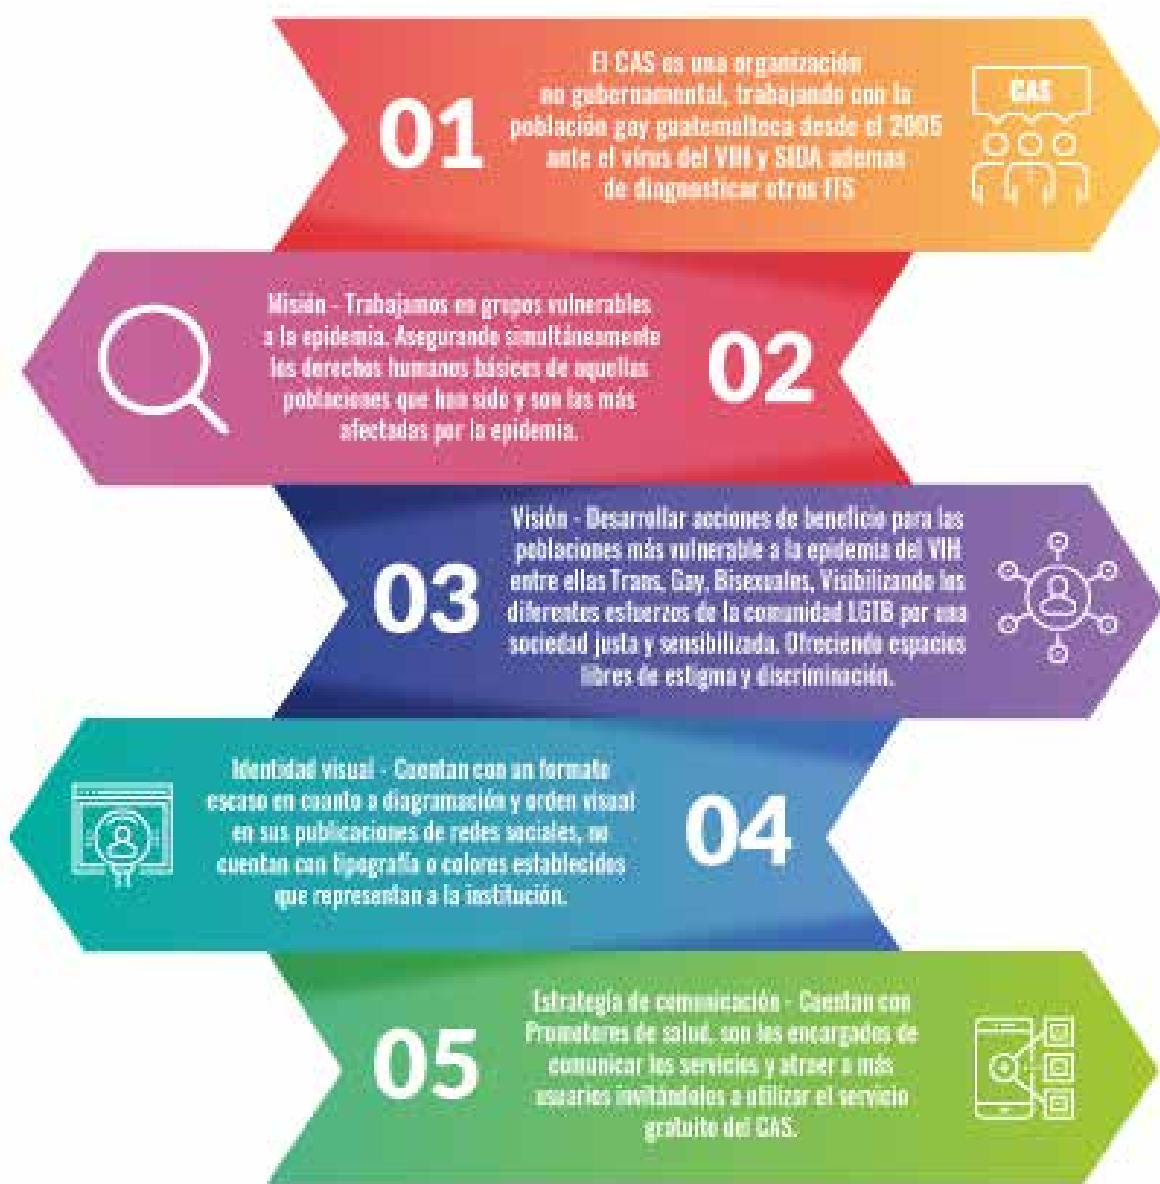 01
El CAS es una organización
no gubernamental, trabajando con la
población gay guatemalteca desde el 2005
ante el virus del VIH y SIDA ademas
de diagnosticar otros ITS
CAS
Misión - Trabajamos en grupos vulnerables
a la epidemia. Asegurando simultáneamente
los derechos humanos básicos de aquellas
poblaciones que han sido y son las más
afectadas por la epidemia.
02
03
Visión - Desarrollar acciones de beneficio para las
poblaciones más vulnerable a la epidemia del VIH
entre ellas Trans, Gay, Bisexuales, Visibilizando los
diferentes esfuerzos de la comunidad LGTB por una
sociedad justa y sensibilizada. Ofreciendo espacios
libres de estigma y discriminación.
Identidad visual - Cuentan con un formato
escaso en cuanto a diagramación y orden visual
en sus publicaciones de redes sociales, no
cuentan con tipografía o colores establecidos
que representan a la institución.
04
05
Estrategia de comunicación - Cuentan con
Promotores de salud, son los encargados de
comunicar los servicios y atraer a más
usuarios invitándolos a utilizar el servicio
gratuito del CAS.